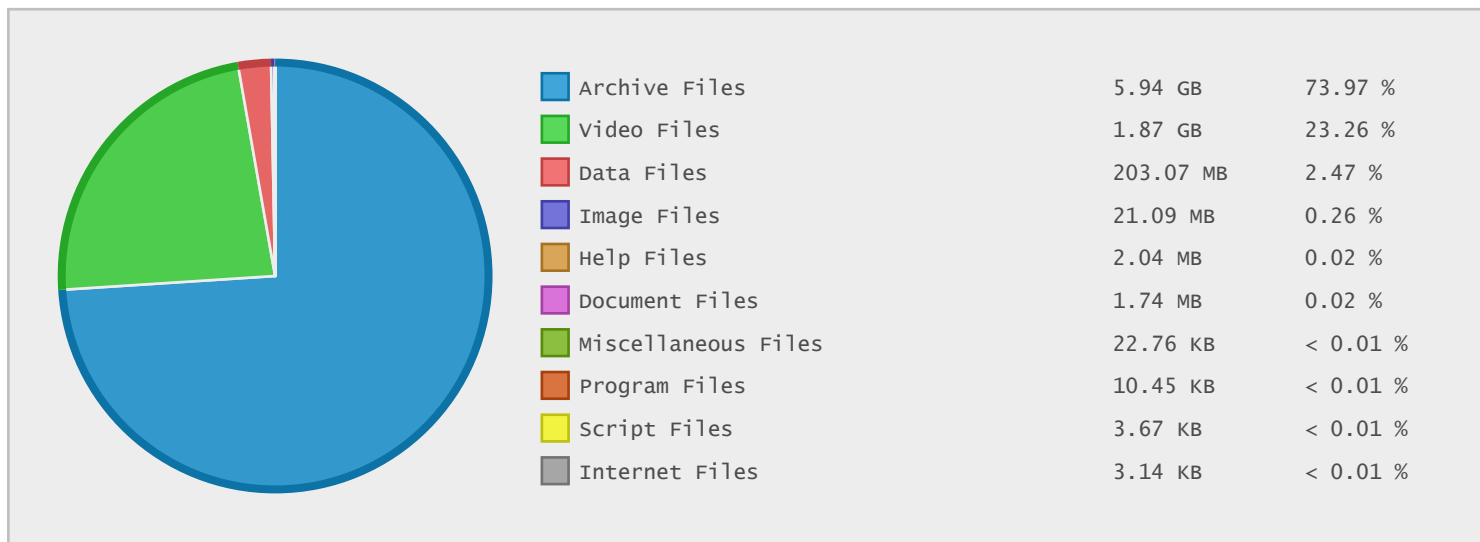 Archive Files 5.94 GB 73.97 %
Video Files 1.87 GB 23.26 %
Data Files 203.07 MB 2.47 %
Image Files 21.09 MB 0.26 %
Help Files 2.04 MB 0.02 %
Document Files 1.74 MB 0.02 %
Miscellaneous Files 22.76 KB < 0.01 %
Program Files 10.45 KB < 0.01 %
Script Files 3.67 KB < 0.01 %
Internet Files 3.14 KB < 0.01 %